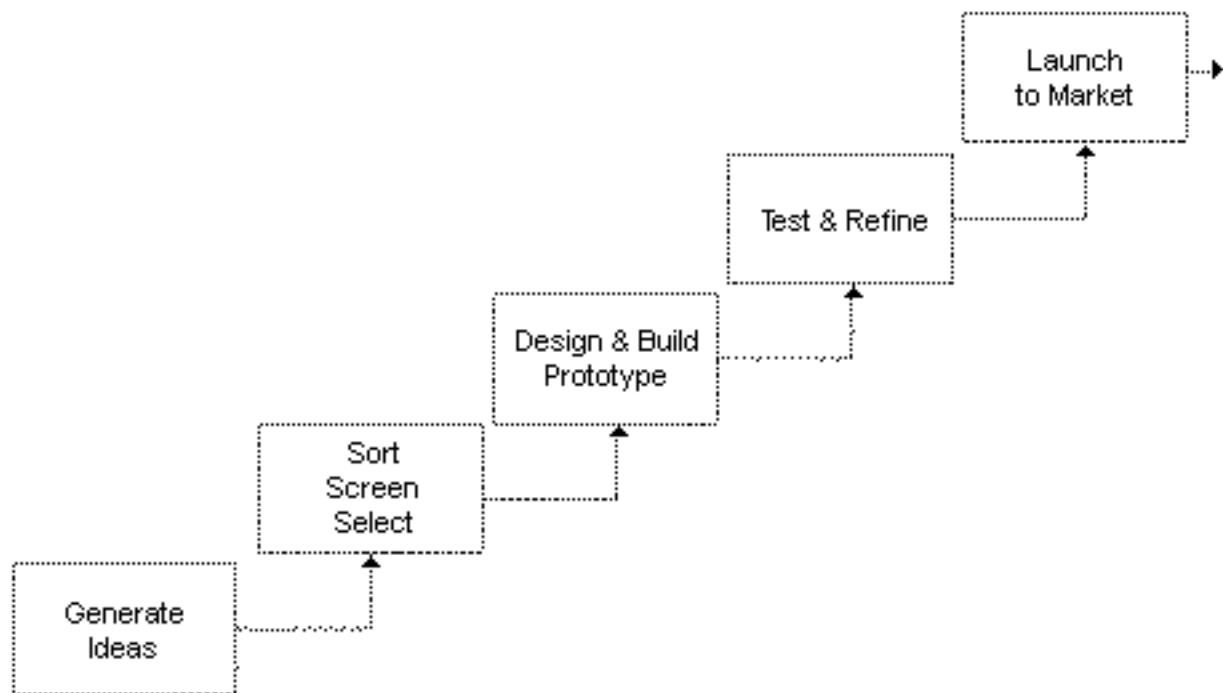 Launch
to Market
Test & Refine
Design & Build
Prototype
Sort
Screen
Select
Generate
Ideas